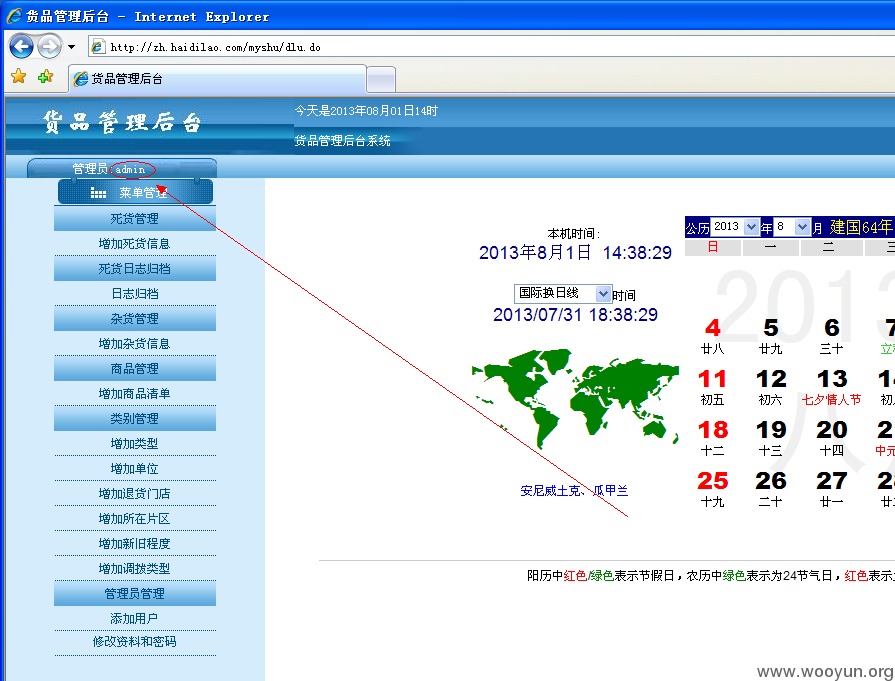 货品管理后台 - Internet Explorer
http://zh.haidilao.com/myshu/dlu.do
货品管理后台
货品管理后台
今天是2013年08月01日14时
货品管理后台系统
管理员:admin
菜单管理
死货管理
增加死货信息
死货日志归档
日志归档
杂货管理
增加杂货信息
商品管理
增加商品清单
类别管理
增加类型
增加单位
增加退货门店
增加所在片区
增加新旧程度
增加调拨类型
管理员管理
添加用户
修改资料和密码
本机时间:
2013年8月1日 14:38:29
国际换日线 时间
2013/07/31 18:38:29
安尼威土克、瓜甲兰
公历 2013 年 8 月 建国64年
日 一 二 三
2013
八
4 5 6 7
廿八 廿九 三十 立
11 12 13
初五 初六 七夕情人节 初
18 19 20 2
十二 十三 十四 中元
25 26 27 2
十九 二十 廿一 廿
阳历中红色/绿色表示节假日,农历中绿色表示为24节气日,红色表示
www.wooyun.org